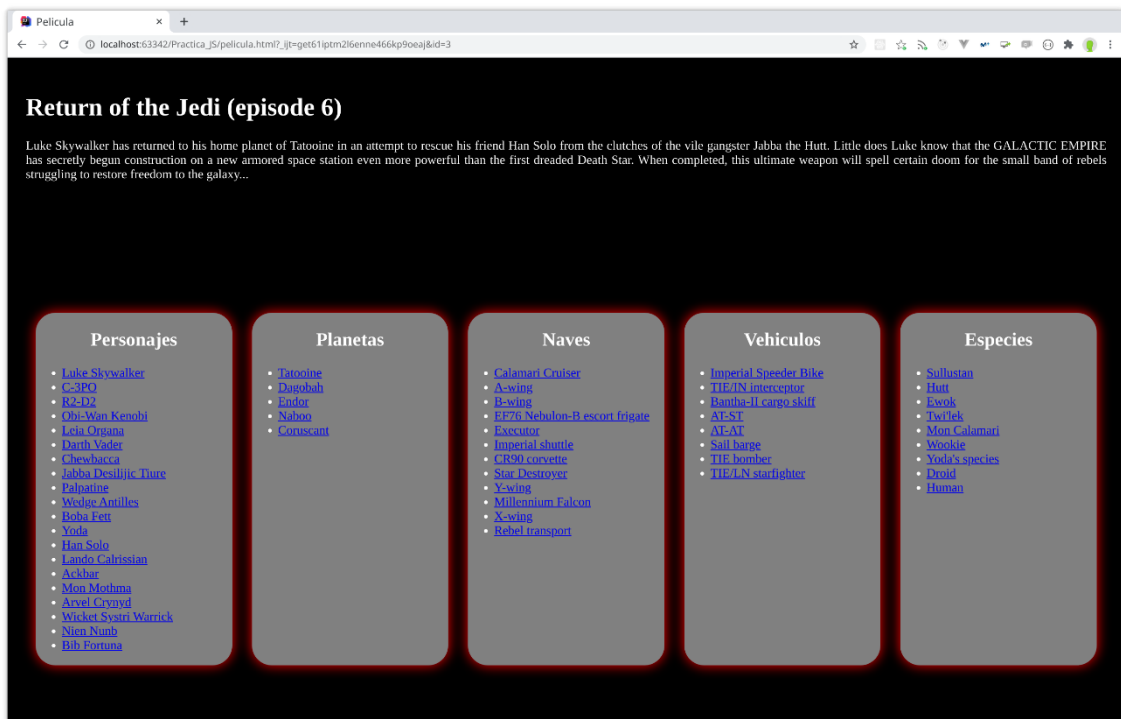 Pelicula
localhost:63342/Practica_JS/pelicula.html?_ijt=get61iptm2l6enne466kp9oeaj&id=3
Return of the Jedi (episode 6)
Luke Skywalker has returned to his home planet of Tatooine in an attempt to rescue his friend Han Solo from the clutches of the vile gangster Jabba the Hutt. Little does Luke know that the GALACTIC EMPIRE
has secretly begun construction on a new armored space station even more powerful than the first dreaded Death Star. When completed, this ultimate weapon will spell certain doom for the small band of rebels
struggling to restore freedom to the galaxy...
Personajes
Luke Skywalker
C-3PO
R2-D2
Obi-Wan Kenobi
Leia Organa
Darth Vader
Chewbacca
Jabba Desilijic Tiure
Palpatine
Wedge Antilles
Boba Fett
Yoda
Han Solo
Lando Calrissian
Ackbar
Mon Mothma
Arvel Crynyd
Wicket Systri Warrick
Nien Nunb
Bib Fortuna
Planetas
Tatooine
Dagobah
Endor
Naboo
Coruscant
Naves
Calamari Cruiser
A-wing
B-wing
EF76 Nebulon-B escort frigate
Executor
Imperial shuttle
CR90 corvette
Star Destroyer
Y-wing
Millennium Falcon
X-wing
Rebel transport
Vehiculos
Imperial Speeder Bike
TIE/IN interceptor
Bantha-II cargo skiff
AT-ST
AT-AT
Sail barge
TIE bomber
TIE/LN starfighter
Especies
Sullustan
Hutt
Ewok
Twi'lek
Mon Calamari
Wookie
Yoda's species
Droid
Human